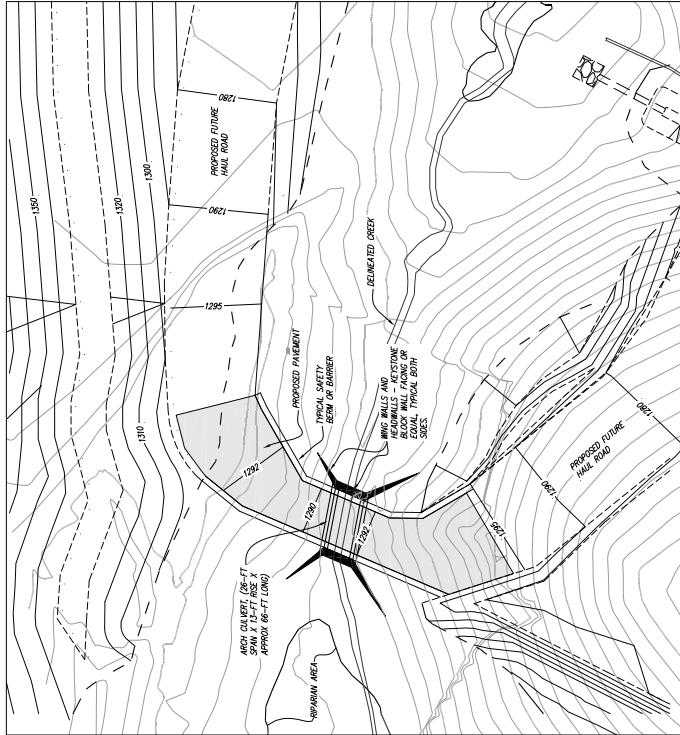 1350
1320
1300
1310
1280
PROPOSED FUTURE
HAUL ROAD
1290
1295
DELINEATED CREEK
PROPOSED PAVEMENT
TYPICAL SAFETY
BERM OR BARRIER
WING WALLS AND
HEADWALLS - KEYSTONE
BLOCK WALL FACING OR
EQUAL, TYPICAL BOTH
SIDES.
1292
1290
1292
ARCH CULVERT, (26-FT
SPAN X 13-FT RISE X
APPROX 66-FT LONG)
RIPARIAN AREA
1295
1290
PROPOSED FUTURE
HAUL ROAD
1280